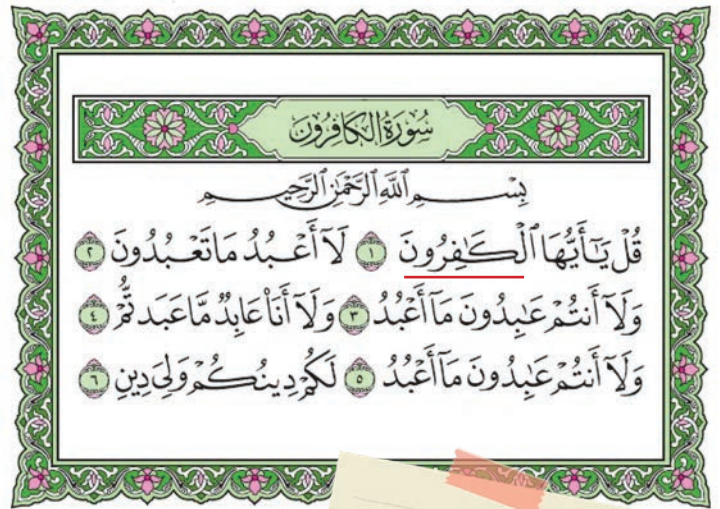 سُورَةُ الكَافِرُونَ
بِسْمِ ٱللَّهِ ٱلرَّحْمَٰنِ ٱلرَّحِيمِ
قُلْ يَٰٓأَيُّهَا ٱلْكَٰفِرُونَ ١ لَآ أَعْبُدُ مَا تَعْبُدُونَ ٢
وَلَآ أَنتُمْ عَٰبِدُونَ مَآ أَعْبُدُ ٣ وَلَآ أَنَا۠ عَابِدٌ مَّا عَبَدتُّمْ ٤
وَلَآ أَنتُمْ عَٰبِدُونَ مَآ أَعْبُدُ ٥ لَكُمْ دِينُكُمْ وَلِىَ دِينِ ٦